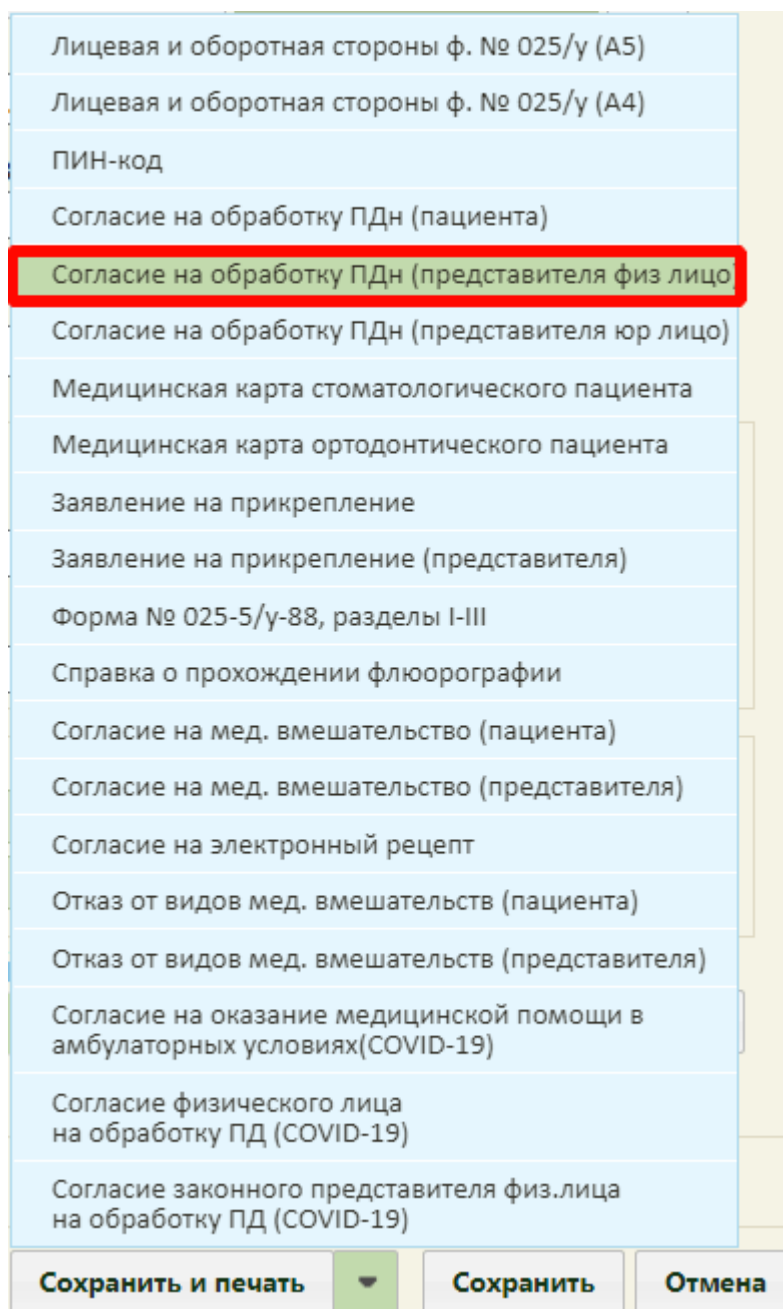 Лицевая и оборотная стороны ф. № 025/у (А5)
Лицевая и оборотная стороны ф. № 025/у (А4)
ПИН-код
Согласие на обработку ПДн (пациента)
Согласие на обработку ПДн (представителя физ лицо)
Согласие на обработку ПДн (представителя юр лицо)
Медицинская карта стоматологического пациента
Медицинская карта ортодонтического пациента
Заявление на прикрепление
Заявление на прикрепление (представителя)
Форма № 025-5/у-88, разделы I-III
Справка о прохождении флюорографии
Согласие на мед. вмешательство (пациента)
Согласие на мед. вмешательство (представителя)
Согласие на электронный рецепт
Отказ от видов мед. вмешательств (пациента)
Отказ от видов мед. вмешательств (представителя)
Согласие на оказание медицинской помощи в
амбулаторных условиях(COVID-19)
Согласие физического лица
на обработку ПД (COVID-19)
Согласие законного представителя физ.лица
на обработку ПД (COVID-19)
Сохранить и печать
Сохранить
Отмена